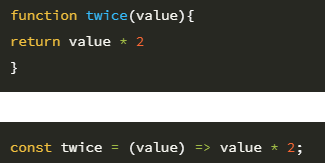 function twice(value){
return value * 2
}
const twice = (value) => value * 2;